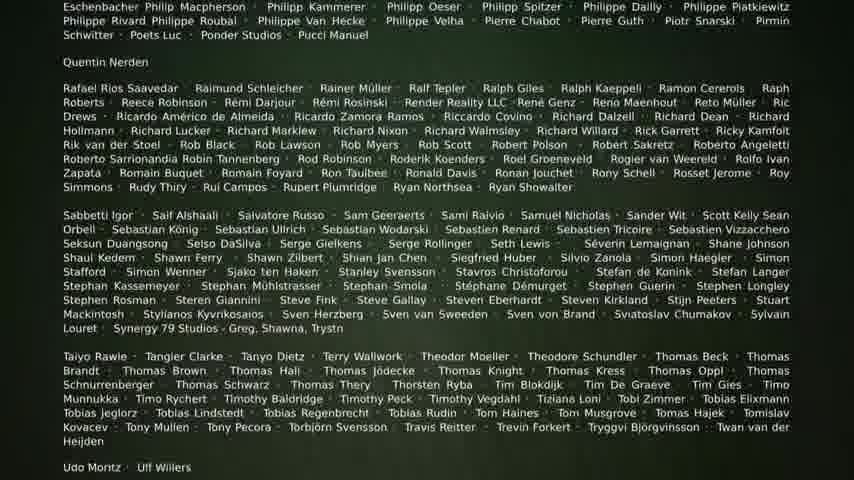 Eschenbacher Philip Macpherson · Philipp Kammerer · Philipp Oeser · Philipp Spitzer · Philippe Dailly · Philippe Piatkiewitz
Philippe Rivard Philippe Roubal · Philippe Van Hecke · Philippe Velha · Pierre Chabot · Pierre Guth · Piotr Snarski · Pirmin
Schwitter · Poets Luc · Ponder Studios · Pucci Manuel
Quentin Nerden
Rafael Rios Saavedar · Raimund Schleicher · Rainer Müller · Ralf Tepler · Ralph Giles · Ralph Kaeppeli · Ramon Cererols · Raph
Roberts · Reece Robinson · Rémi Darjour · Rémi Rosinski · Render Reality LLC · René Genz · Reno Maenhout · Reto Müller · Ric
Drews · Ricardo Américo de Almeida · Ricardo Zamora Ramos · Riccardo Covino · Richard Dalzell · Richard Dean · Richard
Hollmann · Richard Lucker · Richard Marklew · Richard Nixon · Richard Walmsley · Richard Willard · Rick Garrett · Ricky Kamfolt
Rik van der Stoel · Rob Black · Rob Lawson · Rob Myers · Rob Scott · Robert Polson · Robert Sakretz · Roberto Angeletti
Roberto Sarrionandia Robin Tannenberg · Rod Robinson · Roderik Koenders · Roel Groeneveld · Rogier van Weereld · Rolfo Ivan
Zapata · Romain Buquet · Romain Foyard · Ron Taulbee · Ronald Davis · Ronan Jouchet · Rony Schell · Rosset Jerome · Roy
Simmons · Rudy Thiry · Rui Campos · Rupert Plumridge · Ryan Northsea · Ryan Showalter
Sabbetti Igor · Saif Alshaali · Salvatore Russo · Sam Geeraerts · Sami Raivio · Samuel Nicholas · Sander Wit · Scott Kelly Sean
Orbell · Sebastian König · Sebastian Ullrich · Sebastian Wodarski · Sebastien Renard · Sebastien Tricoire · Sebastien Vizzacchero
Seksun Duangsong · Selso DaSilva · Serge Gielkens · Serge Rollinger · Seth Lewis · Séverin Lemaignan · Shane Johnson
Shaul Kedem · Shawn Ferry · Shawn Zilbert · Shian Jan Chen · Siegfried Huber · Silvio Zanola · Simon Haegler · Simon
Stafford · Simon Wenner · Sjako ten Haken · Stanley Svensson · Stavros Christoforou · Stefan de Konink · Stefan Langer
Stephan Kassemeyer · Stephan Mühlstrasser · Stephan Smola · Stéphane Démurget · Stephen Guerin · Stephen Longley
Stephen Rosman · Steren Giannini · Steve Fink · Steve Gallay · Steven Eberhardt · Steven Kirkland · Stijn Peeters · Stuart
Mackintosh · Stylianos Kyvrikosaios · Sven Herzberg · Sven van Sweeden · Sven von Brand · Sviatoslav Chumakov · Sylvain
Louret · Synergy 79 Studios - Greg, Shawna, Trystn
Taiyo Rawle · Tangier Clarke · Tanyo Dietz · Terry Wallwork · Theodor Moeller · Theodore Schundler · Thomas Beck · Thomas
Brandt · Thomas Brown · Thomas Hall · Thomas Jödecke · Thomas Knight · Thomas Kress · Thomas Oppl · Thomas
Schnurrenberger · Thomas Schwarz · Thomas Thery · Thorsten Ryba · Tim Blokdijk · Tim De Graeve · Tim Gies · Timo
Munnukka · Timo Rychert · Timothy Baldridge · Timothy Peck · Timothy Vegdahl · Tiziana Loni · Tobi Zimmer · Tobias Elixmann
Tobias Jeglorz · Tobias Lindstedt · Tobias Regenbrecht · Tobias Rudin · Tom Haines · Tom Musgrove · Tomas Hajek · Tomislav
Kovacev · Tony Mullen · Tony Pecora · Torbjörn Svensson · Travis Reitter · Trevin Forkert · Tryggvi Björgvinsson · Twan van der
Heijden
Udo Moritz · Ulf Willers